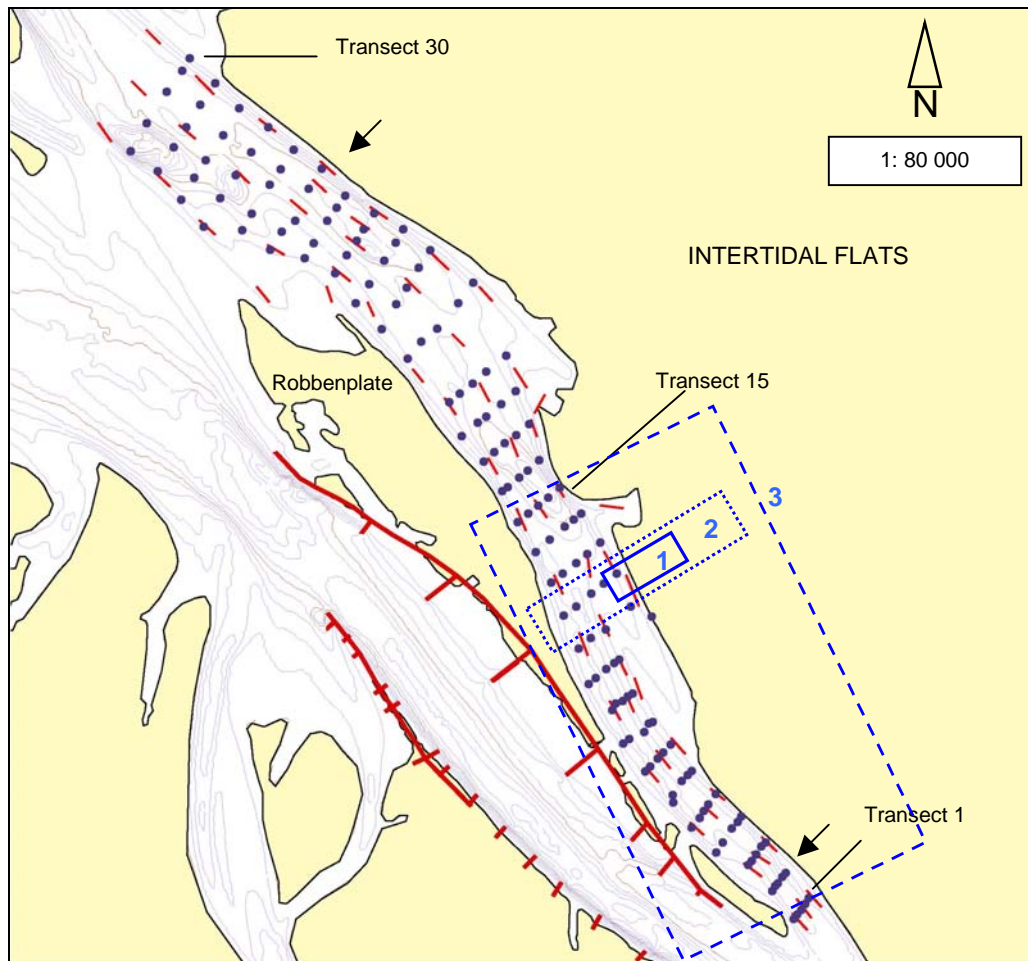 Transect 30
N
1: 80 000
INTERTIDAL FLATS
Robbenplate
Transect 15
3
2
1
Transect 1